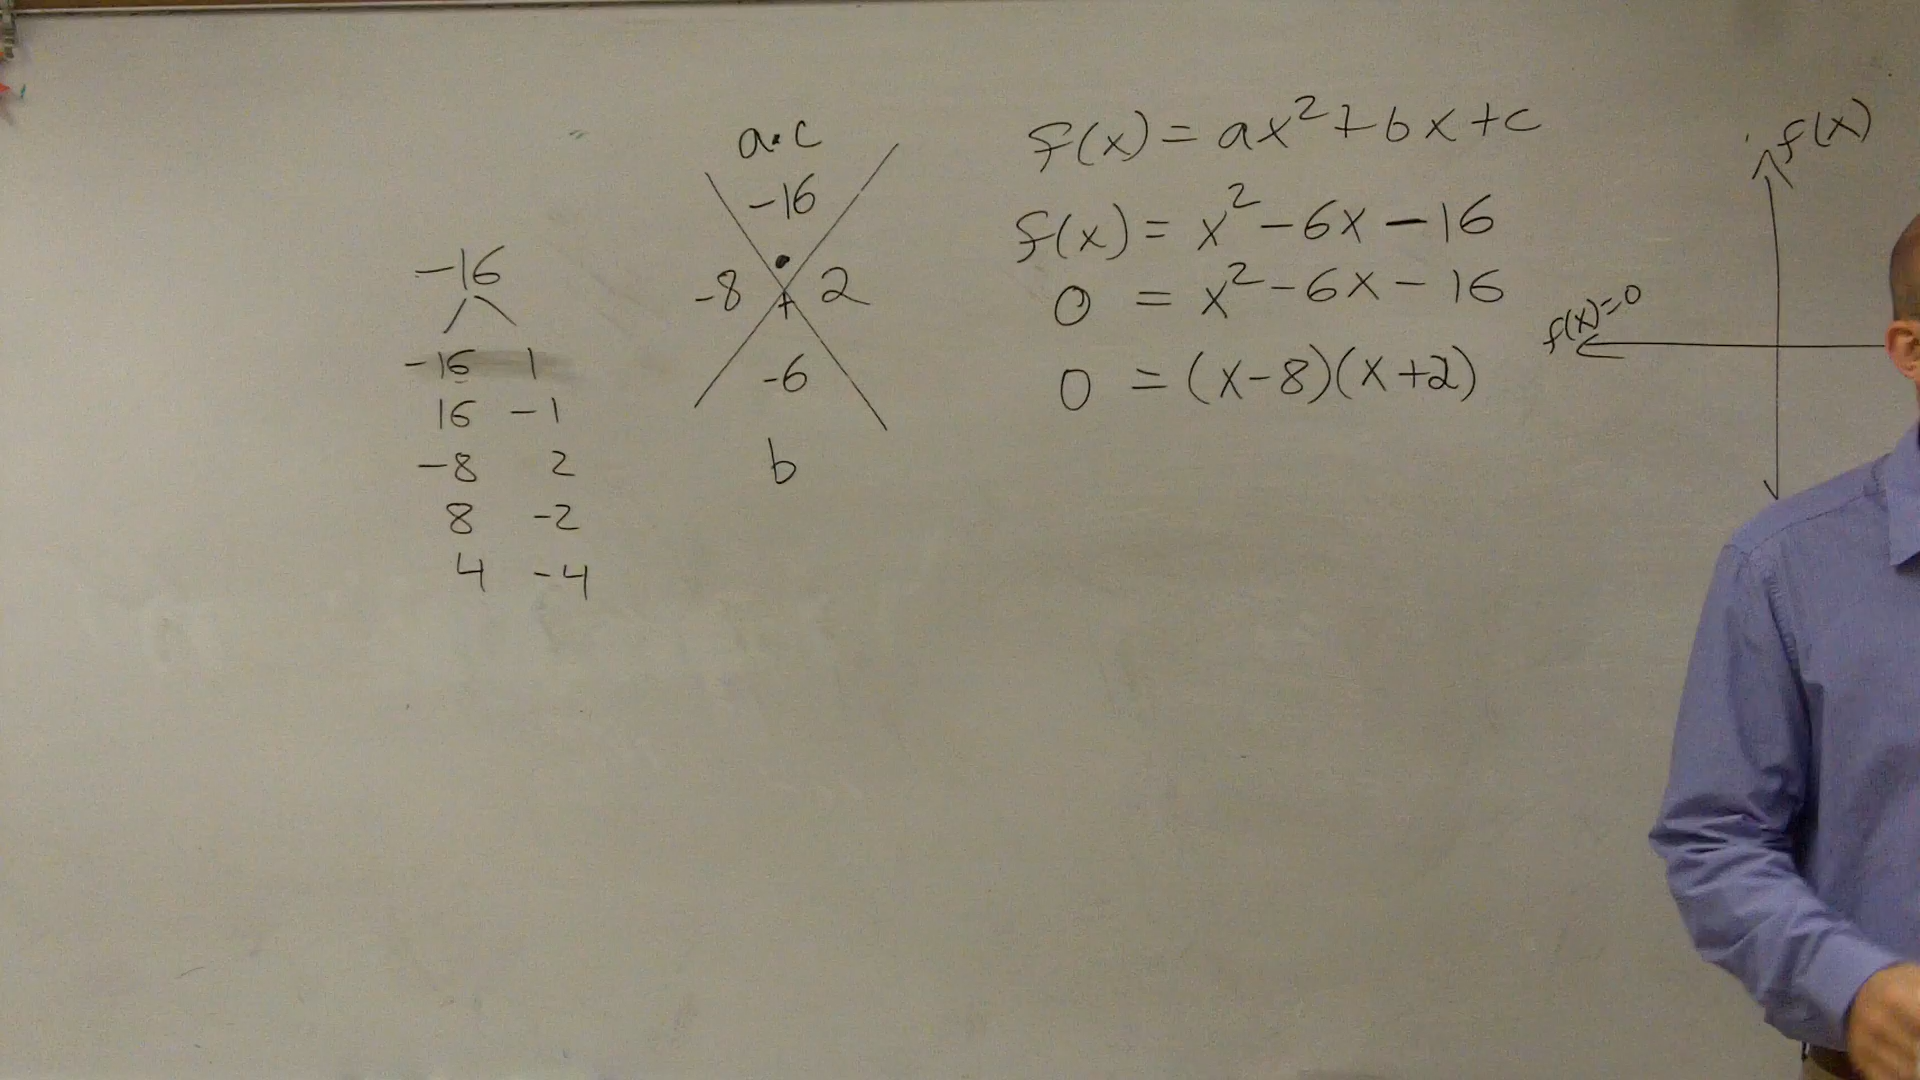 -16
-16 1
16 -1
-8 2
8 -2
4 -4
a·c
-16
·
-8 + 2
-6
b
f(x) = ax²+bx+c
f(x) = x²-6x-16
0 = x²-6x-16
0 = (x-8)(x+2)
f(x)
f(x)=0